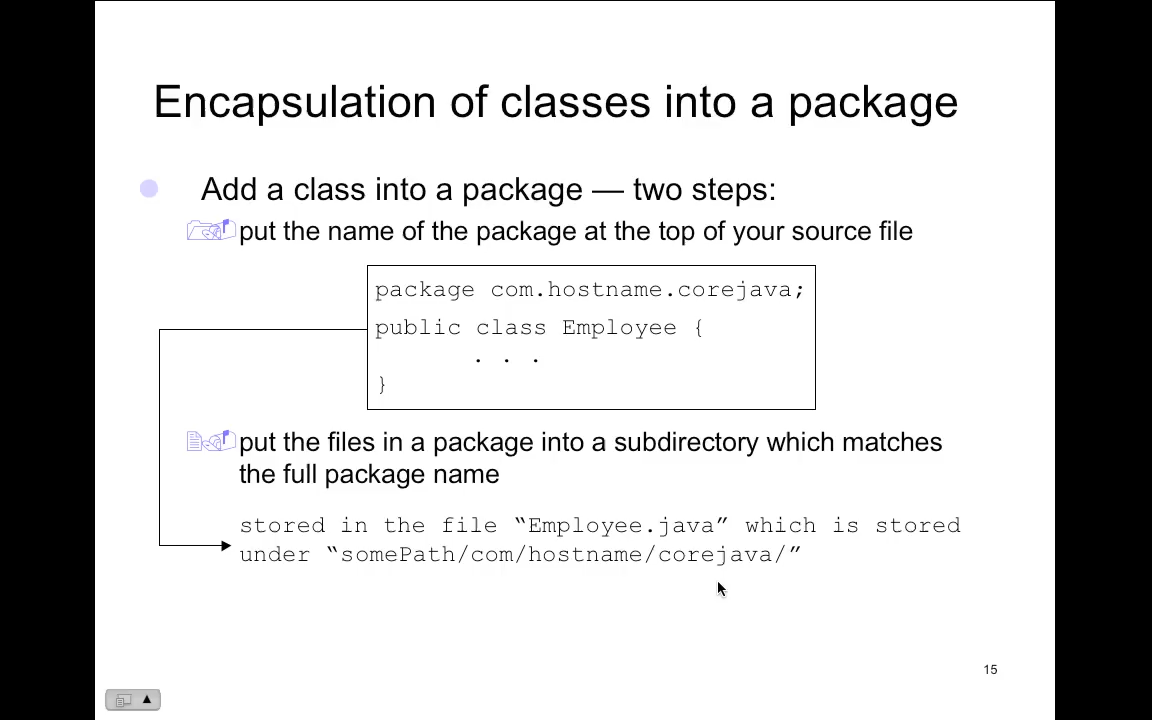 Encapsulation of classes into a package
Add a class into a package — two steps:
put the name of the package at the top of your source file
package com.hostname.corejava;
public class Employee {
. . .
}
put the files in a package into a subdirectory which matches
the full package name
stored in the file “Employee.java” which is stored
under “somePath/com/hostname/corejava/”
15